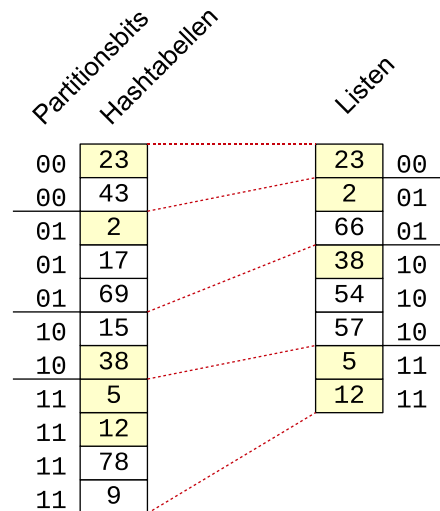 Partitionsbits
Hashtabellen
Listen
00 23 23 00
00 43 2 01
01 2 66 01
01 17 38 10
01 69 54 10
10 15 57 10
10 38 5 11
11 5 12 11
11 12
11 78
11 9